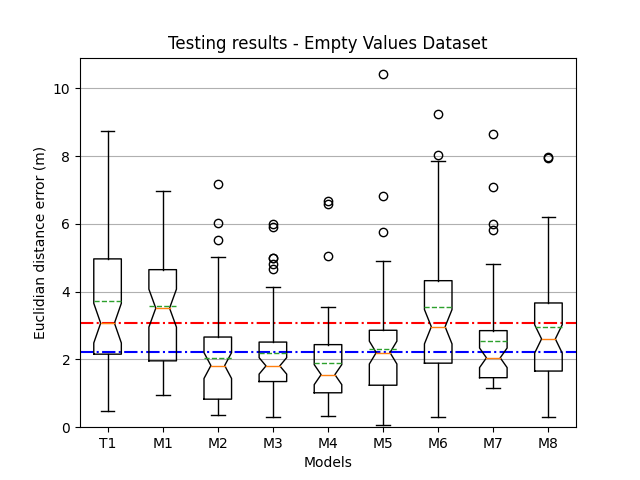 Testing results - Empty Values Dataset
Euclidian distance error (m)
10
8
6
4
2
0
T1 M1 M2 M3 M4 M5 M6 M7 M8
Models